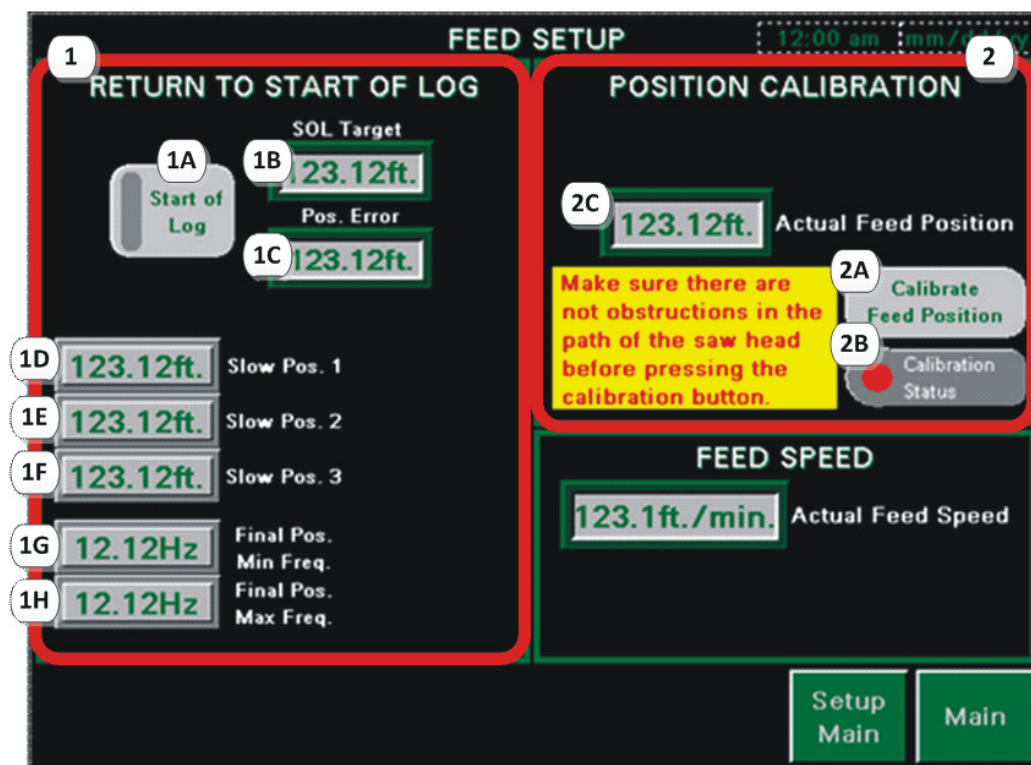 FEED SETUP
12:00 am mm/dd/yy
1
RETURN TO START OF LOG
SOL Target
1A
Start of
Log
1B
123.12ft.
Pos. Error
1C
123.12ft.
1D
123.12ft.
Slow Pos. 1
1E
123.12ft.
Slow Pos. 2
1F
123.12ft.
Slow Pos. 3
1G
12.12Hz
Final Pos.
Min Freq.
1H
12.12Hz
Final Pos.
Max Freq.
2
POSITION CALIBRATION
2C
123.12ft.
Actual Feed Position
Make sure there are
not obstructions in the
path of the saw head
before pressing the
calibration button.
2A
Calibrate
Feed Position
2B
Calibration
Status
FEED SPEED
123.1ft./min.
Actual Feed Speed
Setup
Main
Main